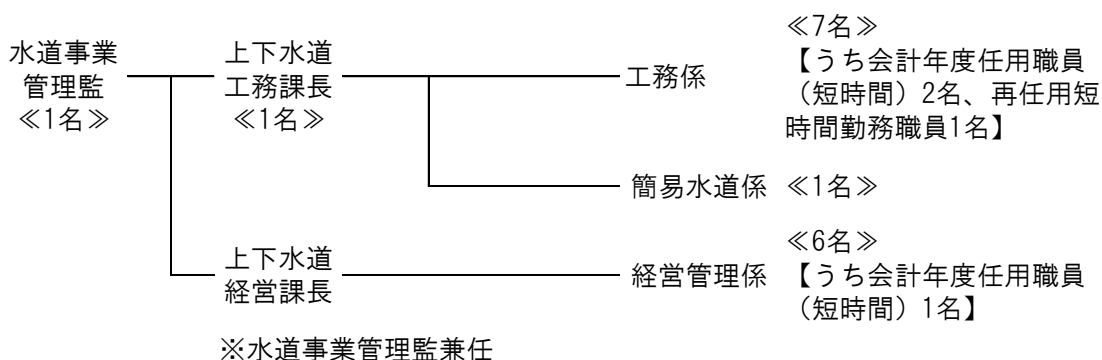 水道事業
管理監
≪1名≫
上下水道
工務課長
≪1名≫
工務係
≪7名≫
【うち会計年度任用職員
（短時間）2名、再任用短
時間勤務職員1名】
簡易水道係
≪1名≫
上下水道
経営課長
経営管理係
≪6名≫
【うち会計年度任用職員
（短時間）1名】
※水道事業管理監兼任